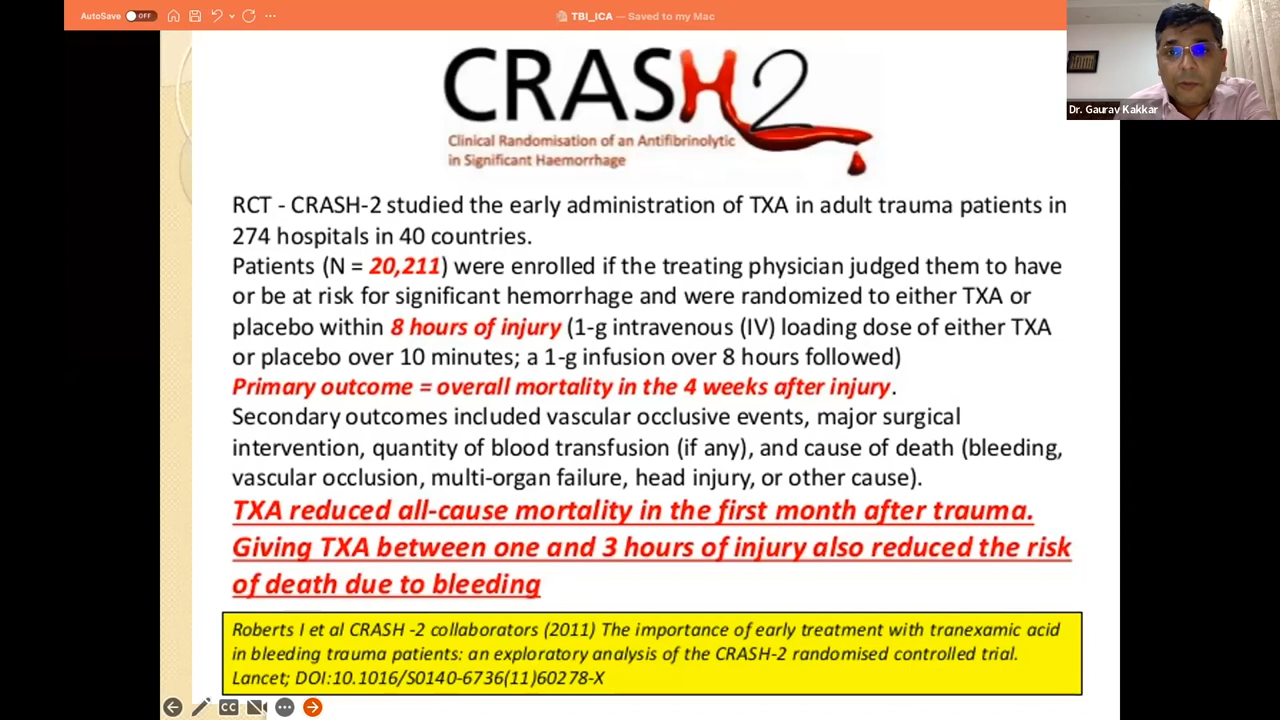 AutoSave OFF
TBI_ICA — Saved to my Mac
Dr. Gaurav Kakkar
CRASH2
Clinical Randomisation of an Antifibrinolytic
in Significant Haemorrhage
RCT - CRASH-2 studied the early administration of TXA in adult trauma patients in
274 hospitals in 40 countries.
Patients (N = 20,211) were enrolled if the treating physician judged them to have
or be at risk for significant hemorrhage and were randomized to either TXA or
placebo within 8 hours of injury (1-g intravenous (IV) loading dose of either TXA
or placebo over 10 minutes; a 1-g infusion over 8 hours followed)
Primary outcome = overall mortality in the 4 weeks after injury.
Secondary outcomes included vascular occlusive events, major surgical
intervention, quantity of blood transfusion (if any), and cause of death (bleeding,
vascular occlusion, multi-organ failure, head injury, or other cause).
TXA reduced all-cause mortality in the first month after trauma.
Giving TXA between one and 3 hours of injury also reduced the risk
of death due to bleeding
Roberts I et al CRASH -2 collaborators (2011) The importance of early treatment with tranexamic acid
in bleeding trauma patients: an exploratory analysis of the CRASH-2 randomised controlled trial.
Lancet; DOI:10.1016/S0140-6736(11)60278-X
CC